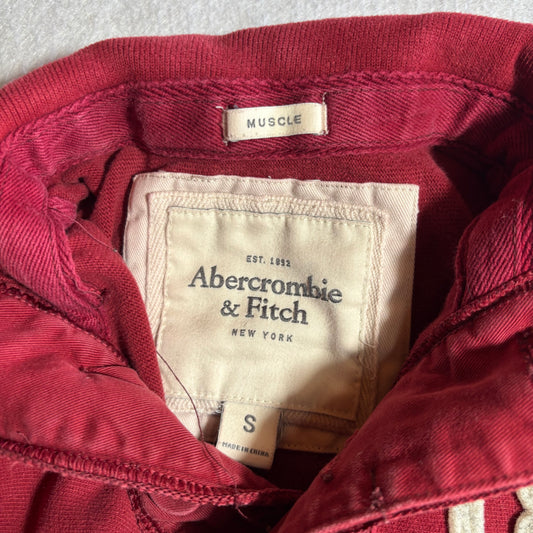 MUSCLE
EST. 1892
Abercrombie
& Fitch
NEW YORK
S
MADE IN CHINA